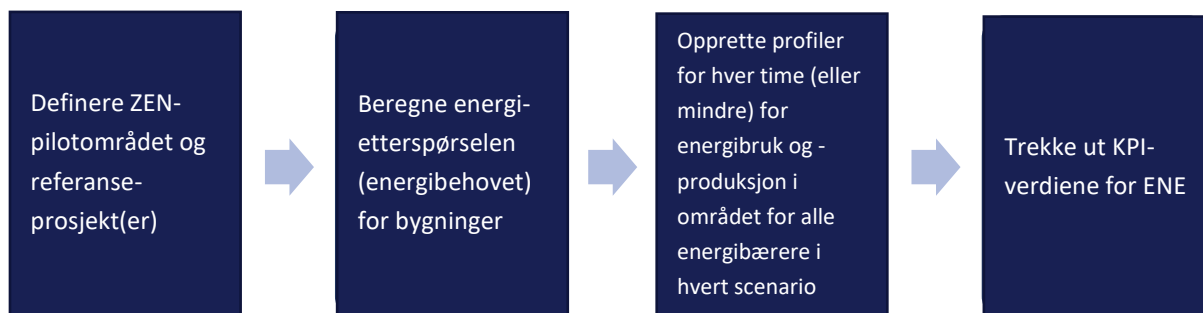 Definere ZEN-
pilotområdet og
referanse-
prosjekt(er)
Beregne energi-
etterspørselen
(energibehovet)
for bygninger
Opprette profiler
for hver time (eller
mindre) for
energibruk og -
produksjon i
området for alle
energibærere i
hvert scenario
Trekke ut KPI-
verdiene for ENE